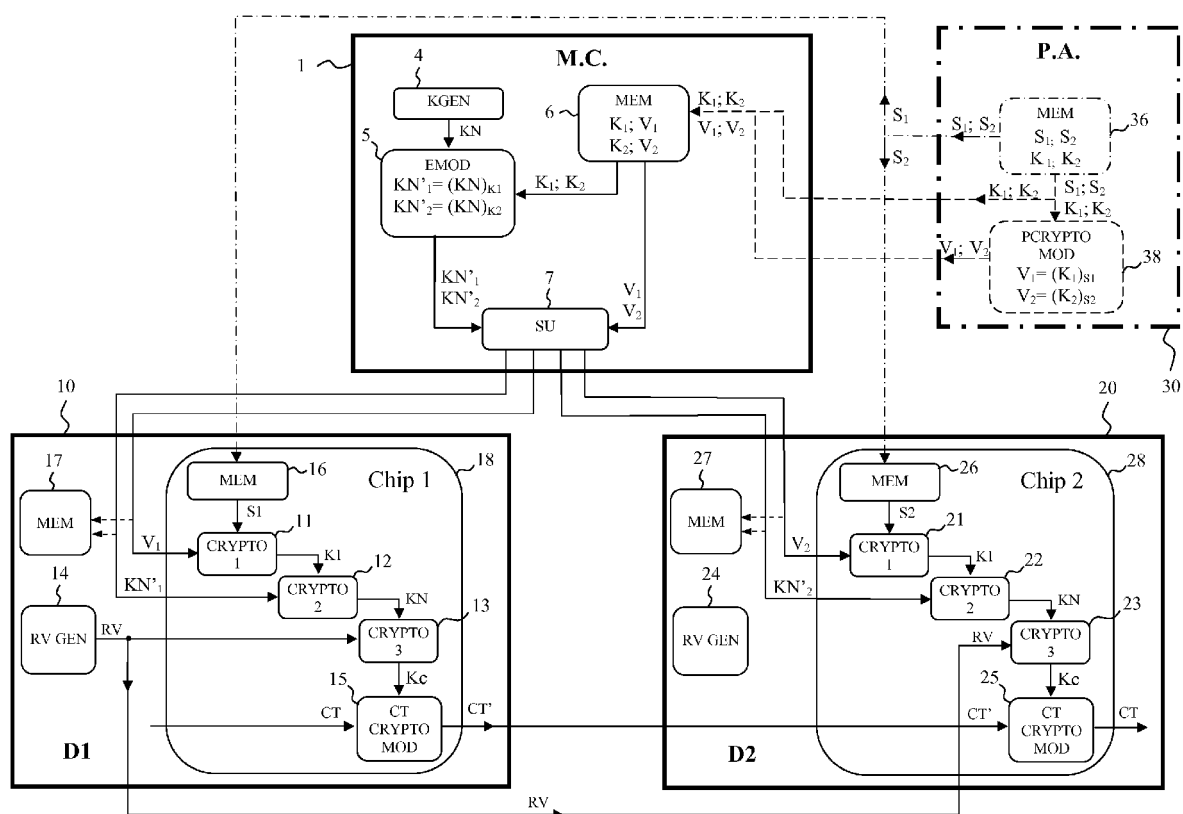 M.C.
1
4
KGEN
KN
5
EMOD
KN'₁= (KN)K1
KN'₂= (KN)K2
6
MEM
K₁; V₁
K₂; V₂
K₁; K₂
V₁; V₂
K₁; K₂
KN'₁
KN'₂
V₁
V₂
7
SU
P.A.
S₁
S₂
S₁; S₂
MEM
S₁; S₂
K₁; K₂
36
K₁; K₂
S₁; S₂
K₁; K₂
V₁; V₂
PCRYPTO
MOD
V₁= (K₁)S1
V₂= (K₂)S2
38
30
10
17
MEM
16
MEM
Chip 1
18
S1
11
V₁
CRYPTO
1
K1
12
KN'₁
CRYPTO
2
KN
13
14
RV GEN
RV
CRYPTO
3
Kc
15
CT
CT
CRYPTO
MOD
CT'
D1
RV
20
27
MEM
26
MEM
Chip 2
28
S2
21
V₂
CRYPTO
1
K1
22
KN'₂
CRYPTO
2
KN
23
24
RV GEN
RV
CRYPTO
3
Kc
25
CT'
CT
CRYPTO
MOD
CT
D2